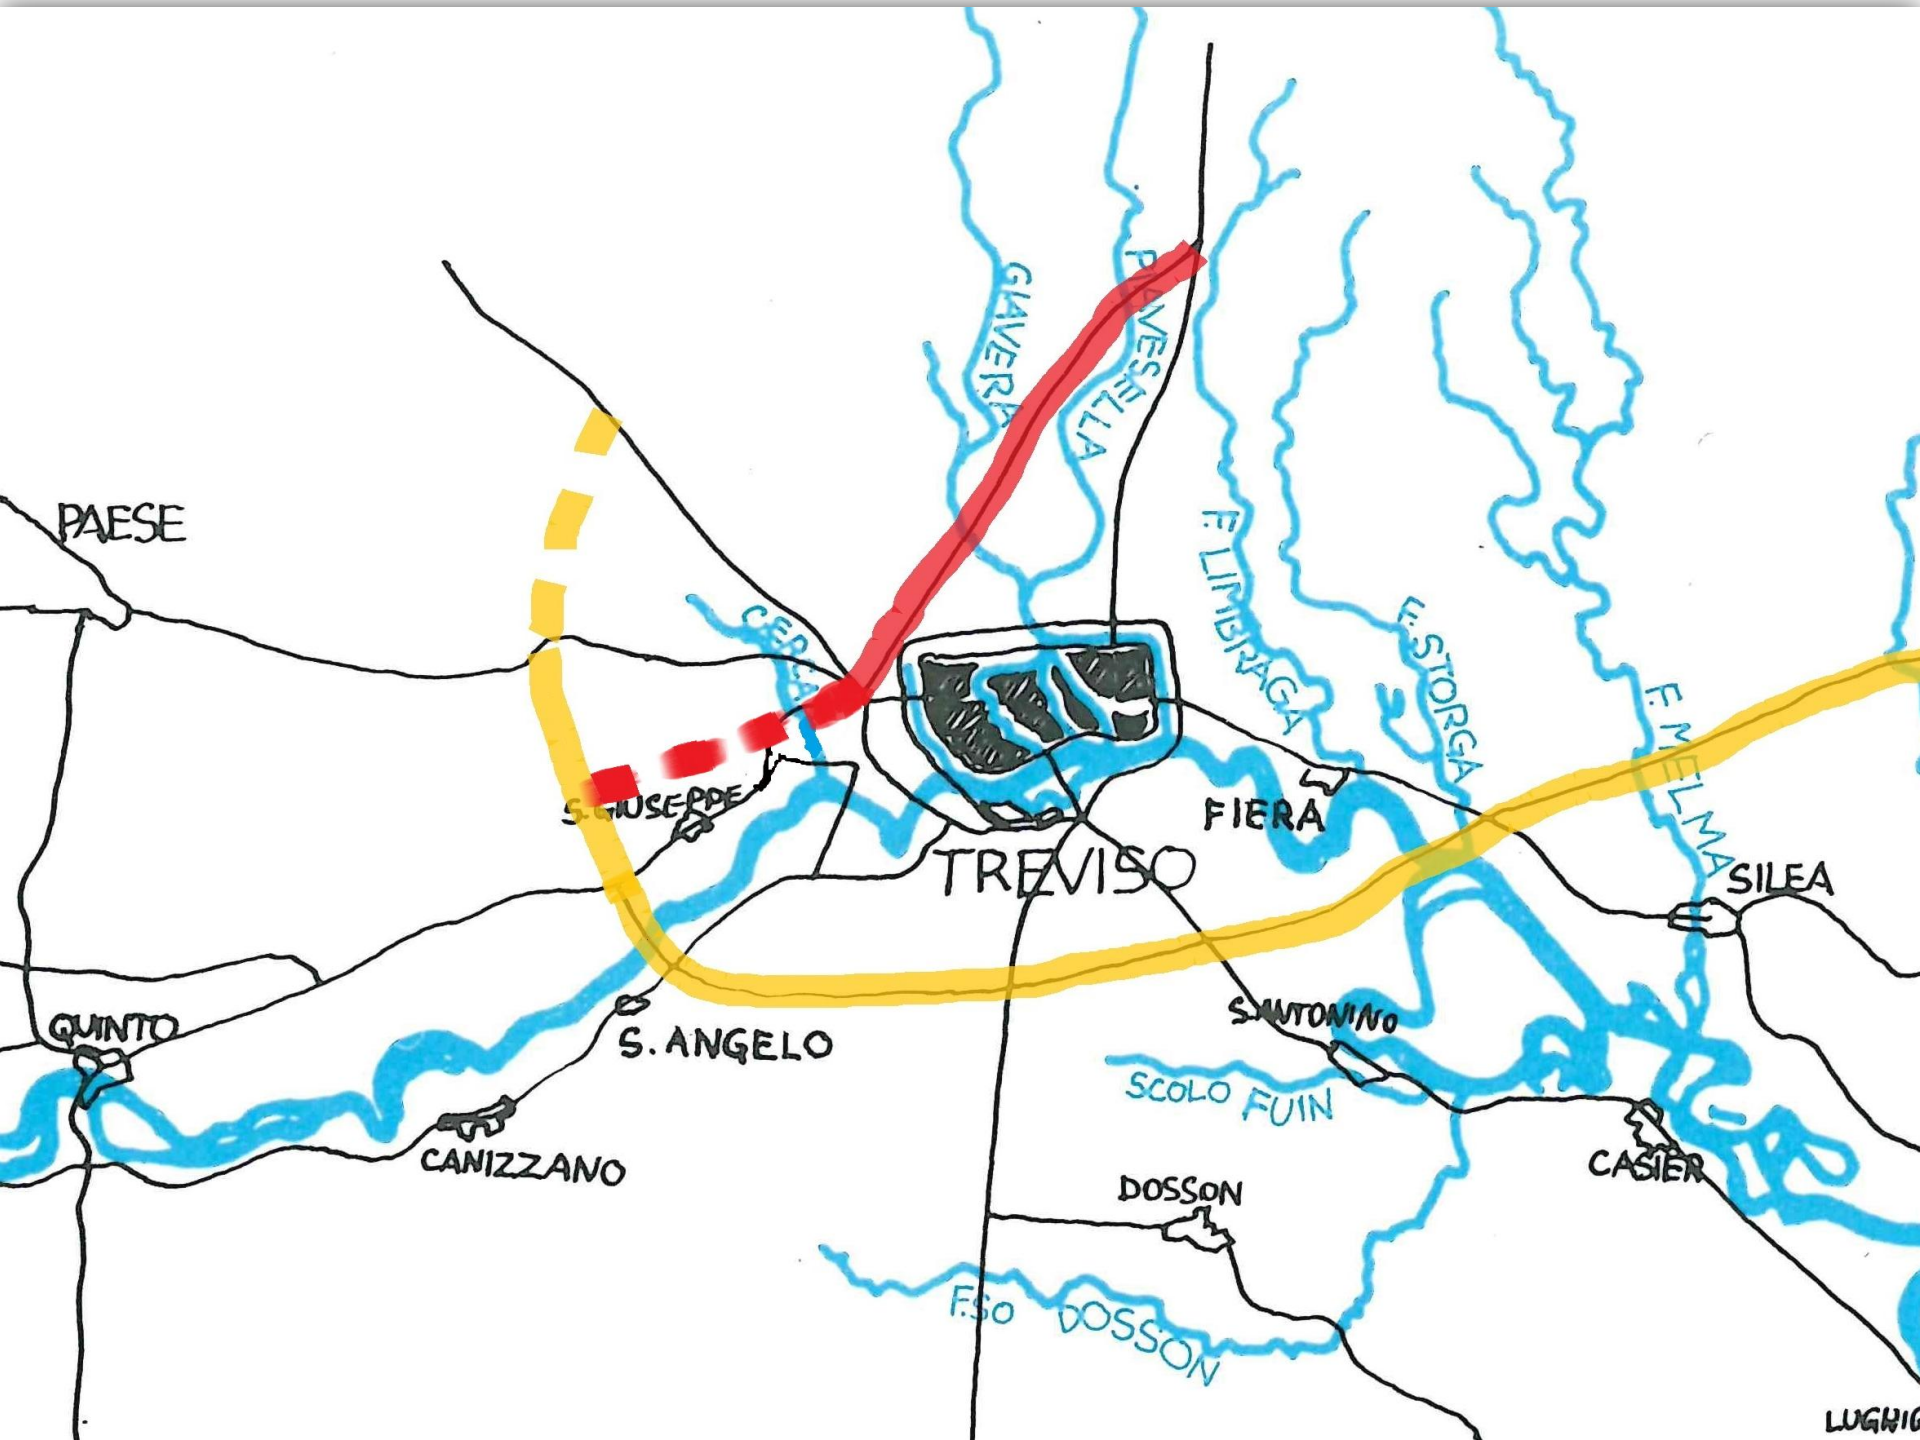 GIAVERA
PIAVESELLA
PAESE
CERCA
F. LIMBRAGA
F. STORGA
F. MELMA
S. GIUSEPPE
FIERA
TREVISO
SILEA
QUINTO
S. ANGELO
S. ANTONINO
SCOLO FUIN
CANIZZANO
CASIER
DOSSON
F.SO DOSSON
LUGHIG